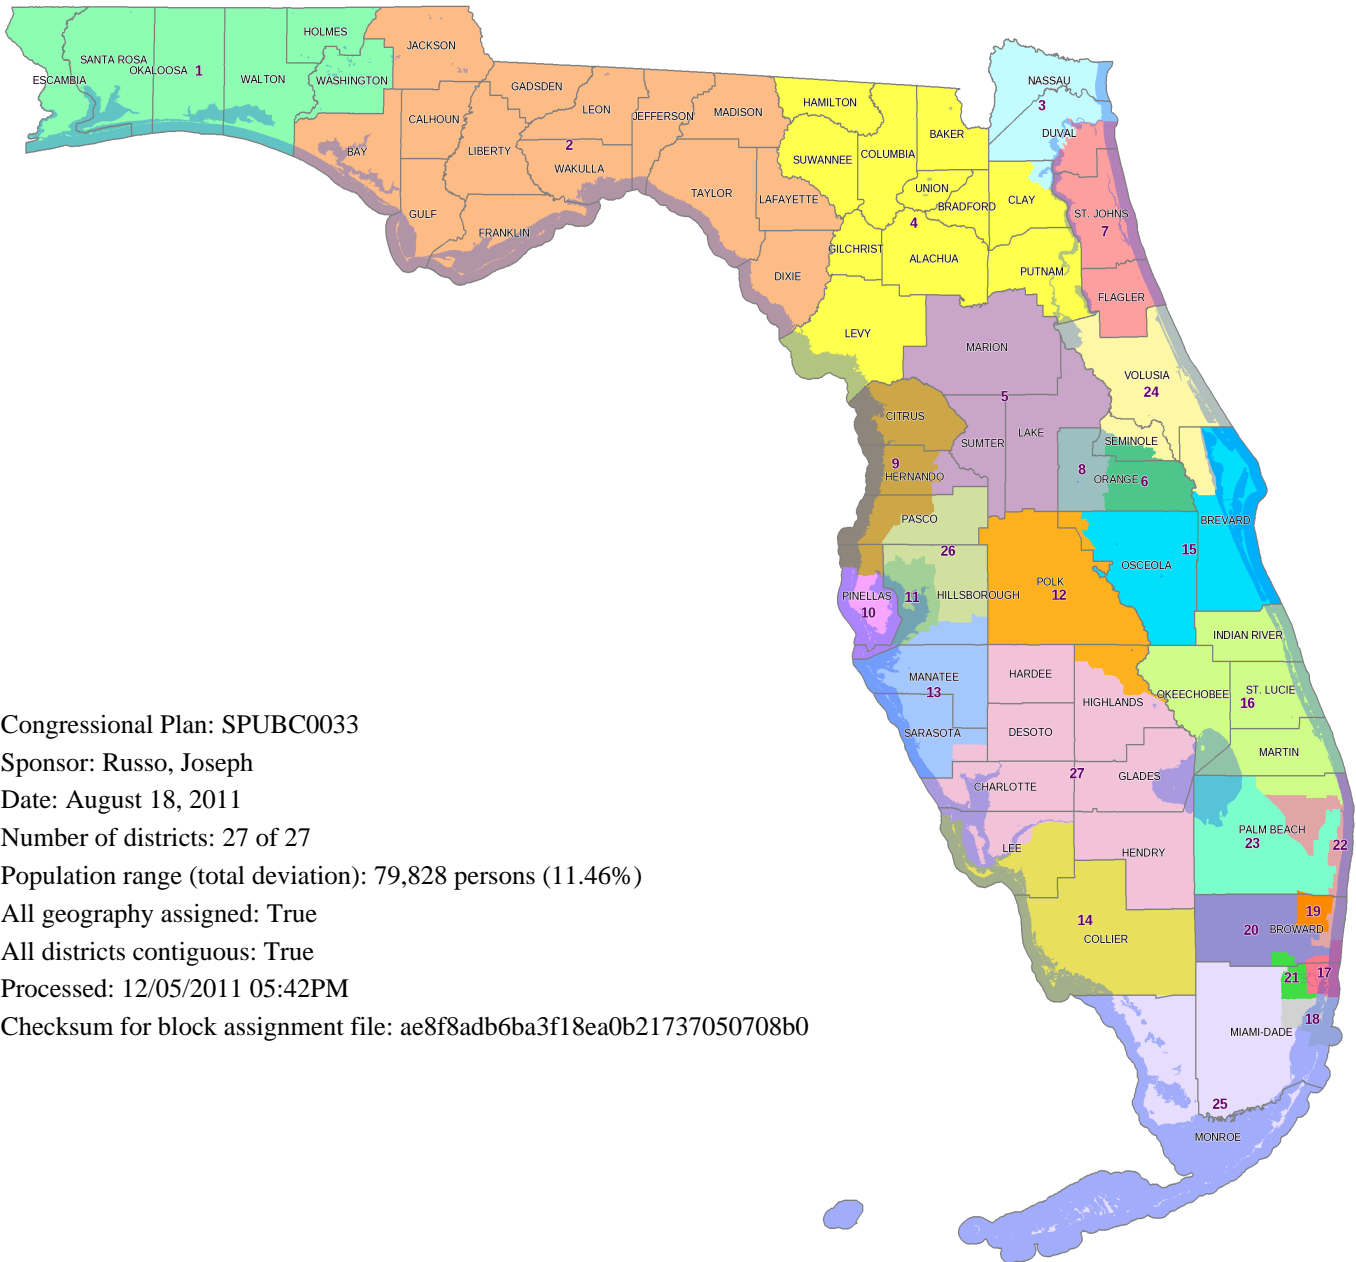 HOLMES
JACKSON
SANTA ROSA
OKALOOSA 1
ESCAMBIA
WALTON
WASHINGTON
GADSDEN
LEON
JEFFERSON
MADISON
CALHOUN
LIBERTY
BAY
2
WAKULLA
TAYLOR
LAFAYETTE
GULF
FRANKLIN
DIXIE
HAMILTON
BAKER
SUWANNEE
COLUMBIA
UNION
BRADFORD
CLAY
4
GILCHRIST
ALACHUA
PUTNAM
LEVY
NASSAU
3
DUVAL
ST. JOHNS
7
FLAGLER
MARION
VOLUSIA
24
5
CITRUS
SUMTER
LAKE
SEMINOLE
9
HERNANDO
8
ORANGE 6
PASCO
BREVARD
26
15
OSCEOLA
POLK
12
PINELLAS
10
11
HILLSBOROUGH
INDIAN RIVER
MANATEE
13
HARDEE
HIGHLANDS
OKEECHOBEE
ST. LUCIE
16
SARASOTA
DESOTO
MARTIN
27
CHARLOTTE
GLADES
PALM BEACH
23
22
LEE
HENDRY
14
COLLIER
19
20
BROWARD
21
17
18
MIAMI-DADE
25
MONROE
Congressional Plan: SPUBC0033
Sponsor: Russo, Joseph
Date: August 18, 2011
Number of districts: 27 of 27
Population range (total deviation): 79,828 persons (11.46%)
All geography assigned: True
All districts contiguous: True
Processed: 12/05/2011 05:42PM
Checksum for block assignment file: ae8f8adb6ba3f18ea0b21737050708b0